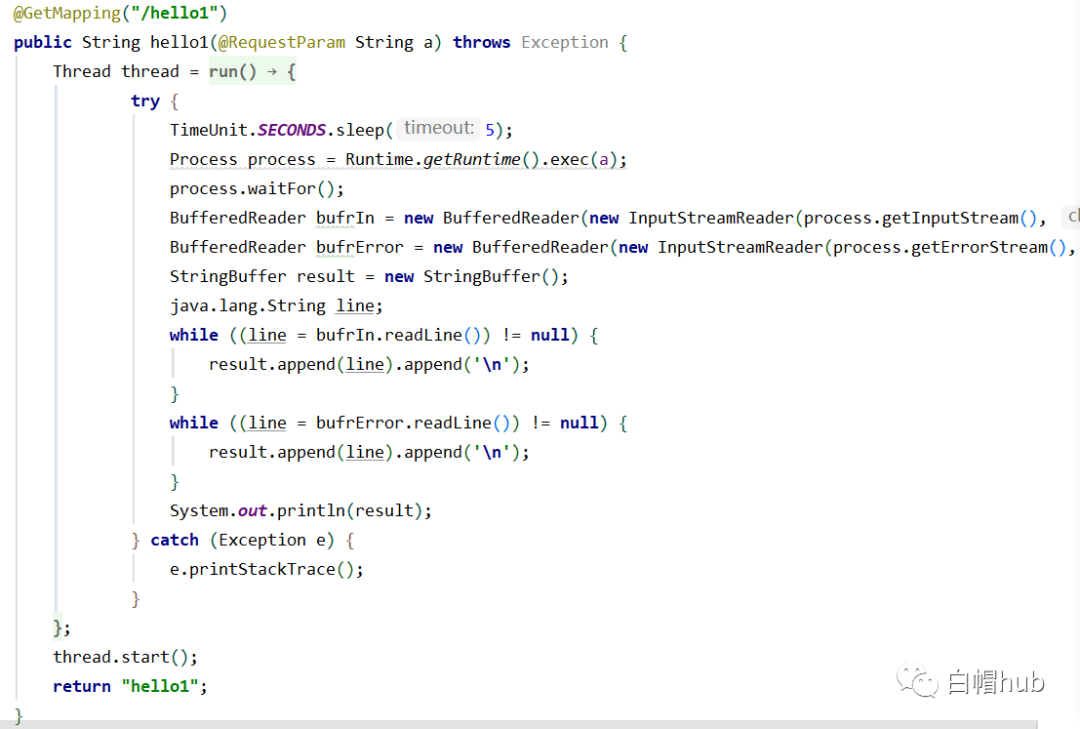 @GetMapping("/hello1")
public String hello1(@RequestParam String a) throws Exception {
Thread thread = run() → {
try {
TimeUnit.SECONDS.sleep( timeout: 5);
Process process = Runtime.getRuntime().exec(a);
process.waitFor();
BufferedReader bufrIn = new BufferedReader(new InputStreamReader(process.getInputStream(),
BufferedReader bufrError = new BufferedReader(new InputStreamReader(process.getErrorStream(),
StringBuffer result = new StringBuffer();
java.lang.String line;
while ((line = bufrIn.readLine()) != null) {
result.append(line).append('\n');
}
while ((line = bufrError.readLine()) != null) {
result.append(line).append('\n');
}
System.out.println(result);
} catch (Exception e) {
e.printStackTrace();
}
};
thread.start();
return "hello1";
}
白帽hub